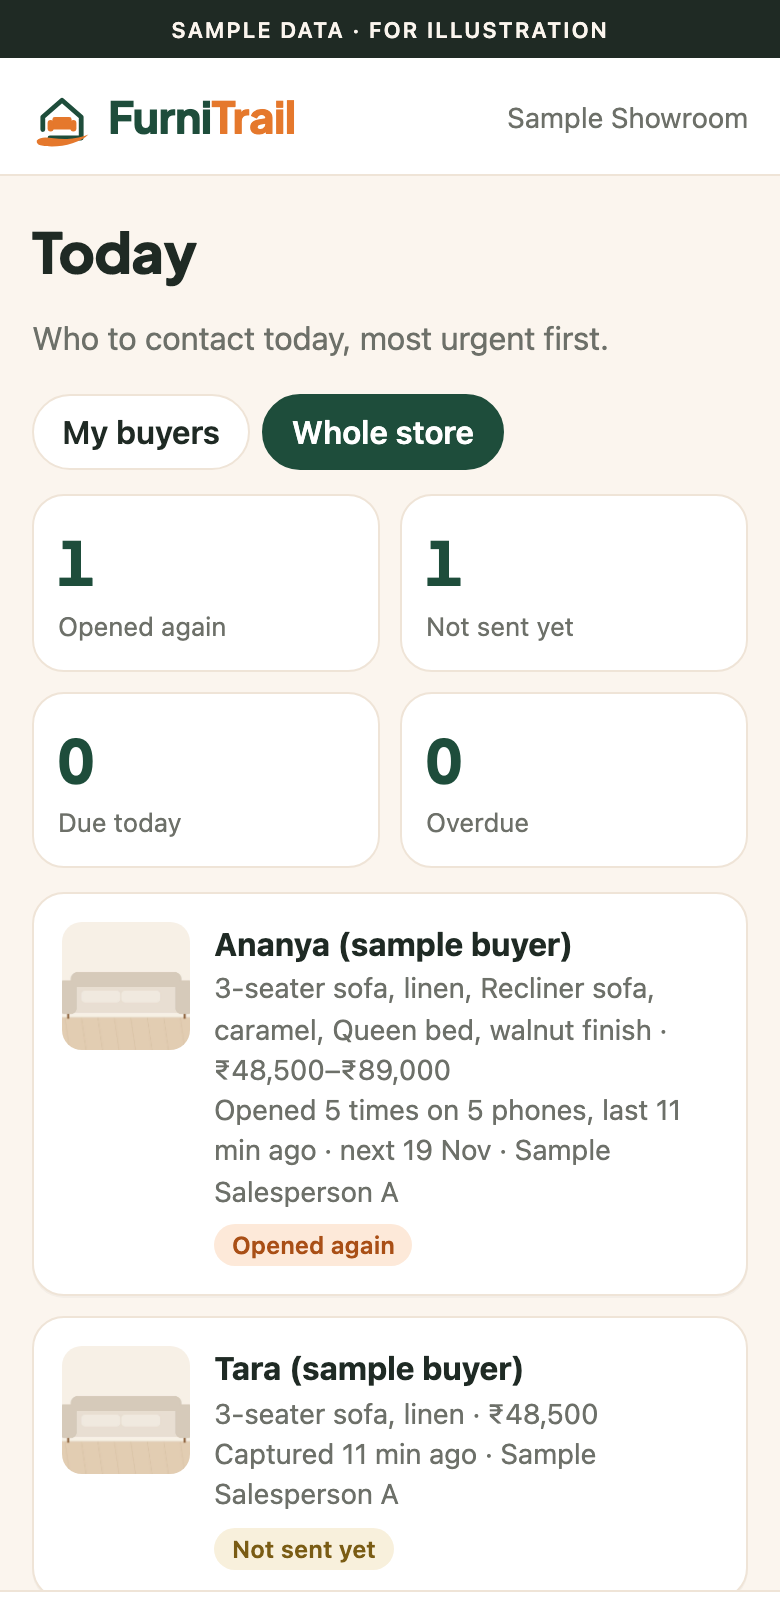 SAMPLE DATA · FOR ILLUSTRATION
FurniTrail
Sample Showroom
Today
Who to contact today, most urgent first.
My buyers
Whole store
1
Opened again
1
Not sent yet
0
Due today
0
Overdue
Ananya (sample buyer)
3-seater sofa, linen, Recliner sofa,
caramel, Queen bed, walnut finish ·
₹48,500–₹89,000
Opened 5 times on 5 phones, last 11
min ago · next 19 Nov · Sample
Salesperson A
Opened again
Tara (sample buyer)
3-seater sofa, linen · ₹48,500
Captured 11 min ago · Sample
Salesperson A
Not sent yet